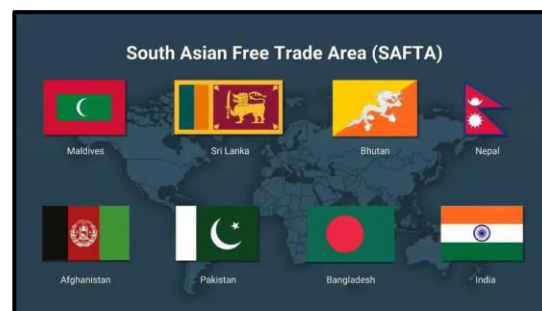 South Asian Free Trade Area (SAFTA)
Maldives
Sri Lanka
Bhutan
Nepal
Afghanistan
Pakistan
Bangladesh
India